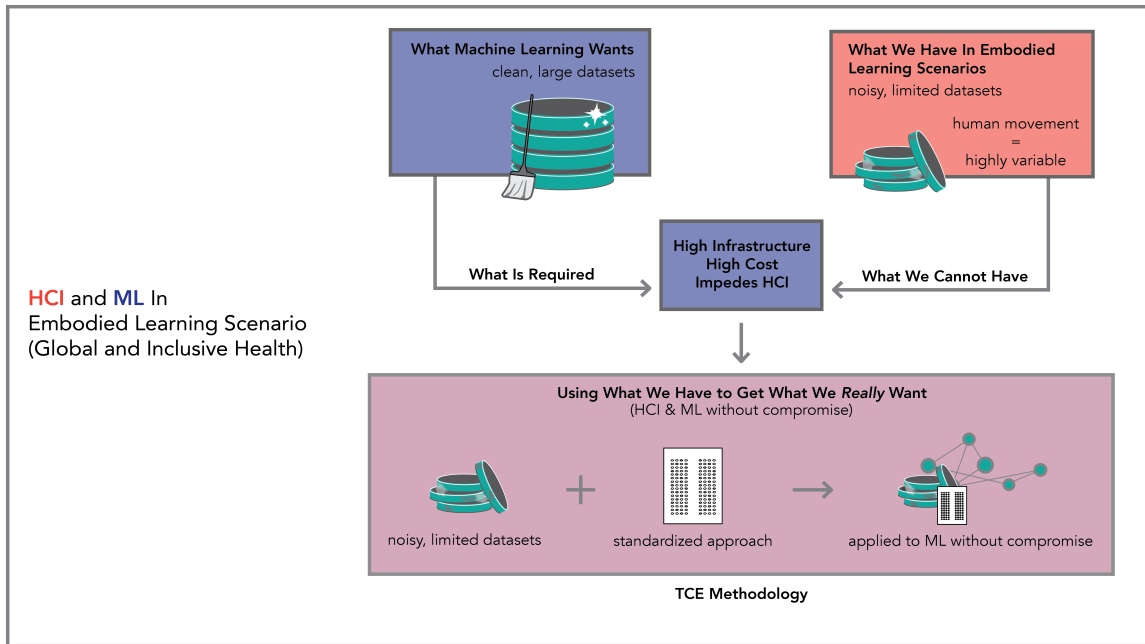 HCI and ML In
Embodied Learning Scenario
(Global and Inclusive Health)
What Machine Learning Wants
clean, large datasets
What We Have In Embodied
Learning Scenarios
noisy, limited datasets
human movement
=
highly variable
What Is Required
High Infrastructure
High Cost
Impedes HCI
What We Cannot Have
Using What We Have to Get What We Really Want
(HCI & ML without compromise)
+
noisy, limited datasets
standardized approach
applied to ML without compromise
TCE Methodology